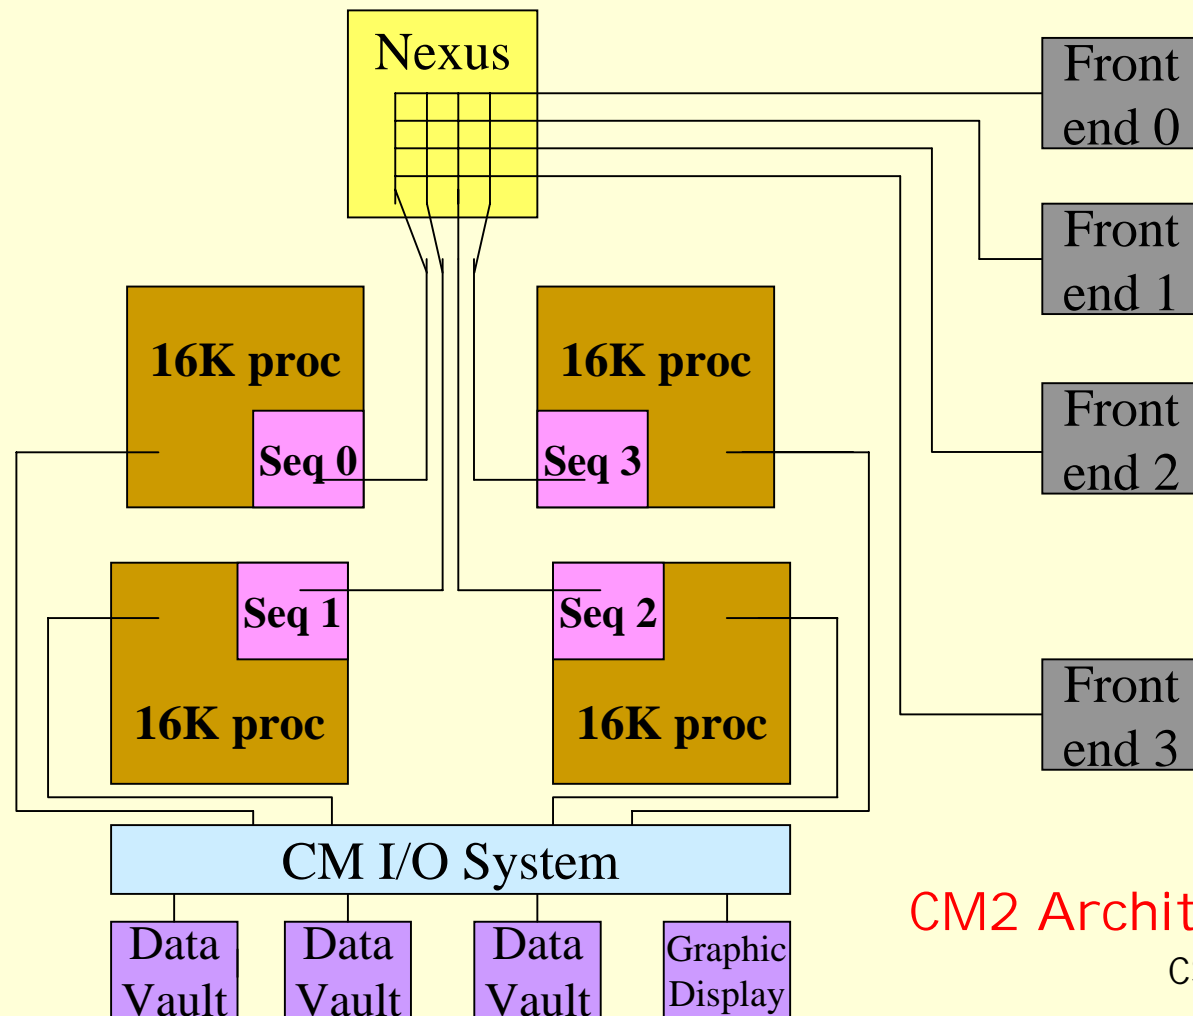 Nexus
Front
end 0
Front
end 1
16K proc
16K proc
Seq 0
Seq 3
Front
end 2
Seq 1
Seq 2
16K proc
16K proc
Front
end 3
CM I/O System
CM2
Data
Vault
Data
Vault
Data
Vault
Graphic
Display